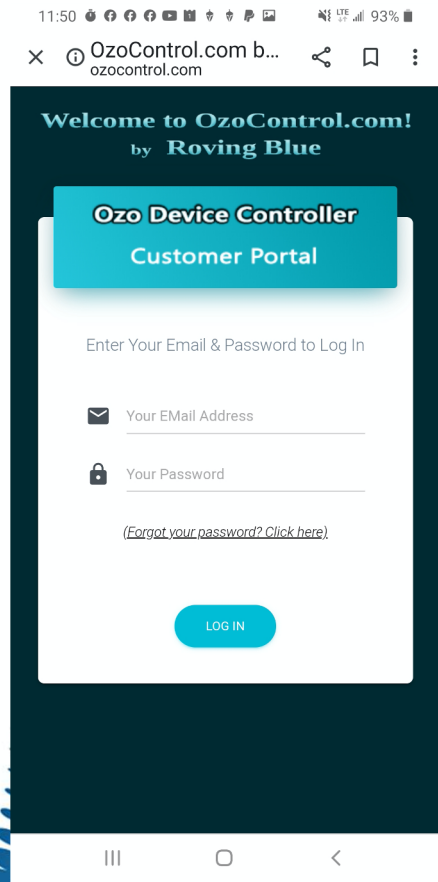 11:50
LTE
93%
OzoControl.com b...
ozocontrol.com
Welcome to OzoControl.com!
by Roving Blue
Ozo Device Controller
Customer Portal
Enter Your Email & Password to Log In
Your EMail Address
Your Password
(Forgot your password? Click here)
LOG IN